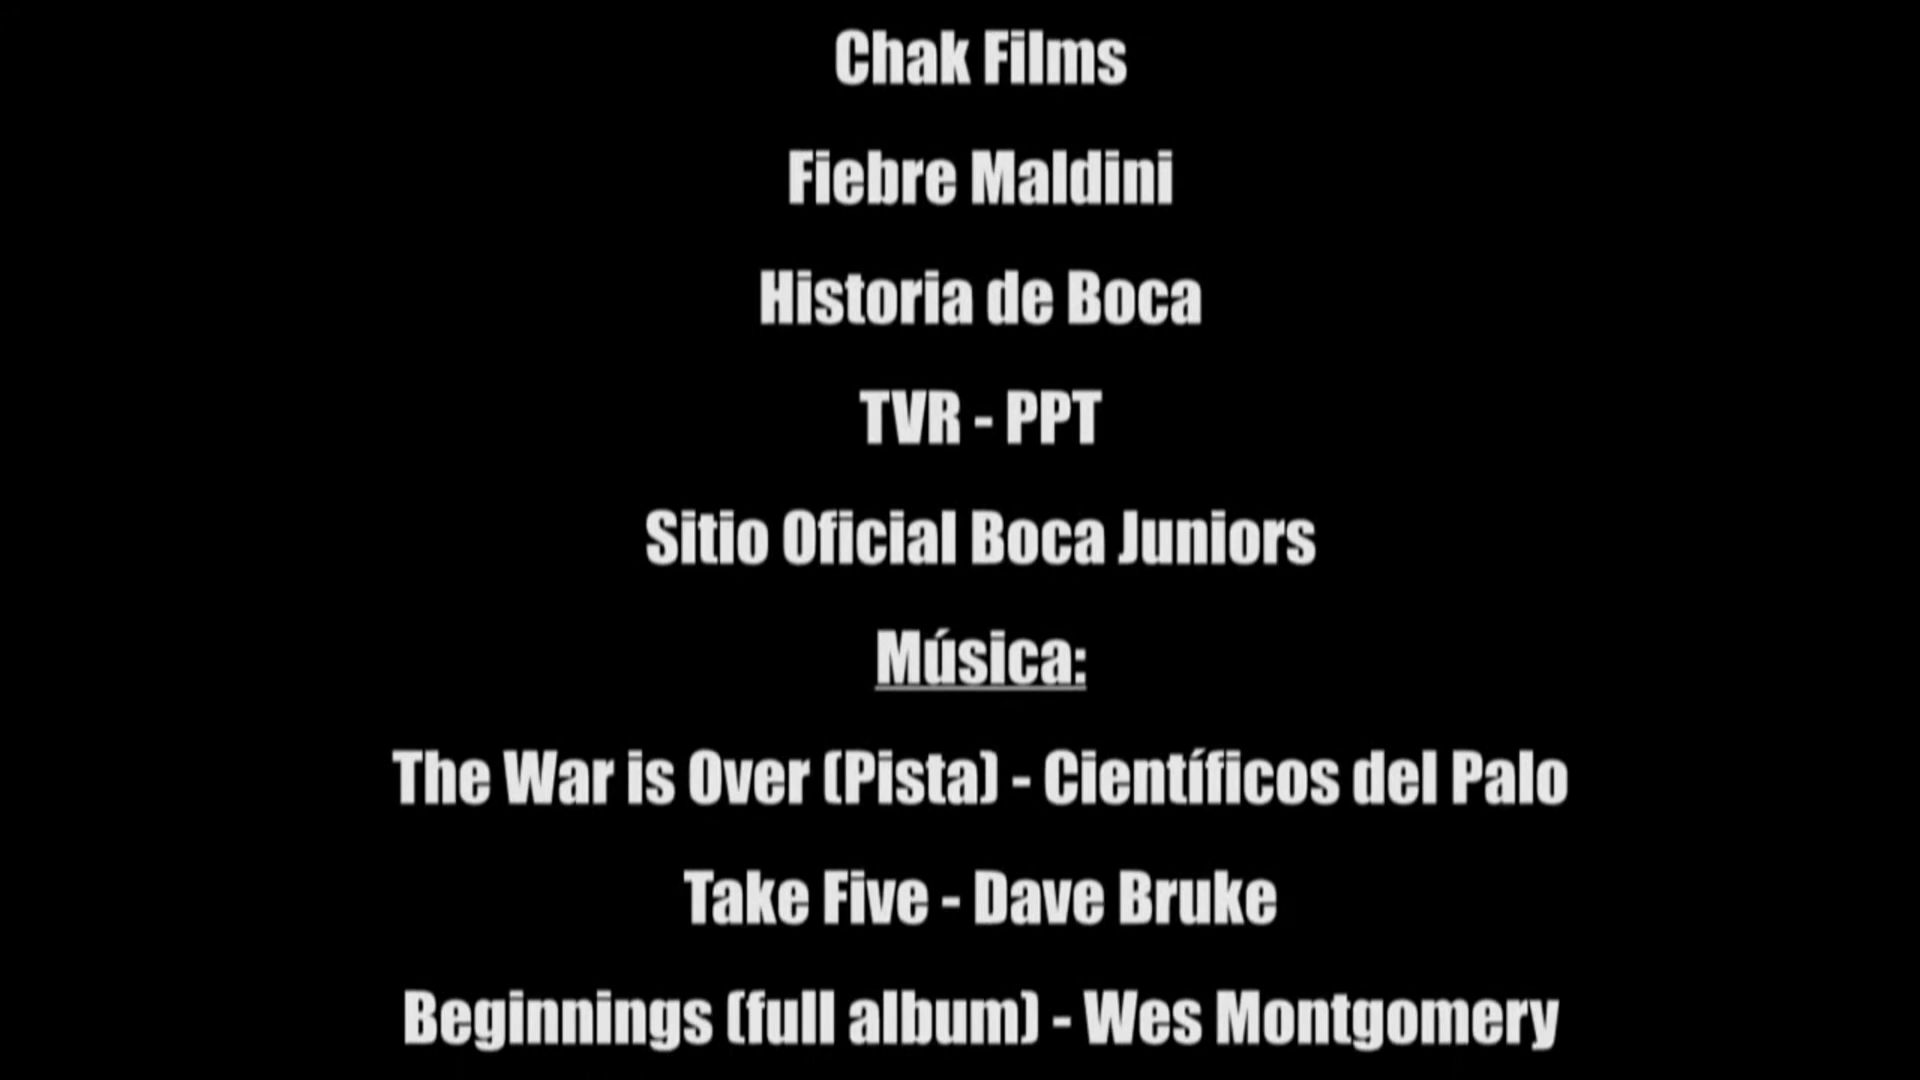 Chak Films
Fiebre Maldini
Historia de Boca
TVR - PPT
Sitio Oficial Boca Juniors
Música:
The War is Over (Pista) - Científicos del Palo
Take Five - Dave Bruke
Beginnings (full album) - Wes Montgomery